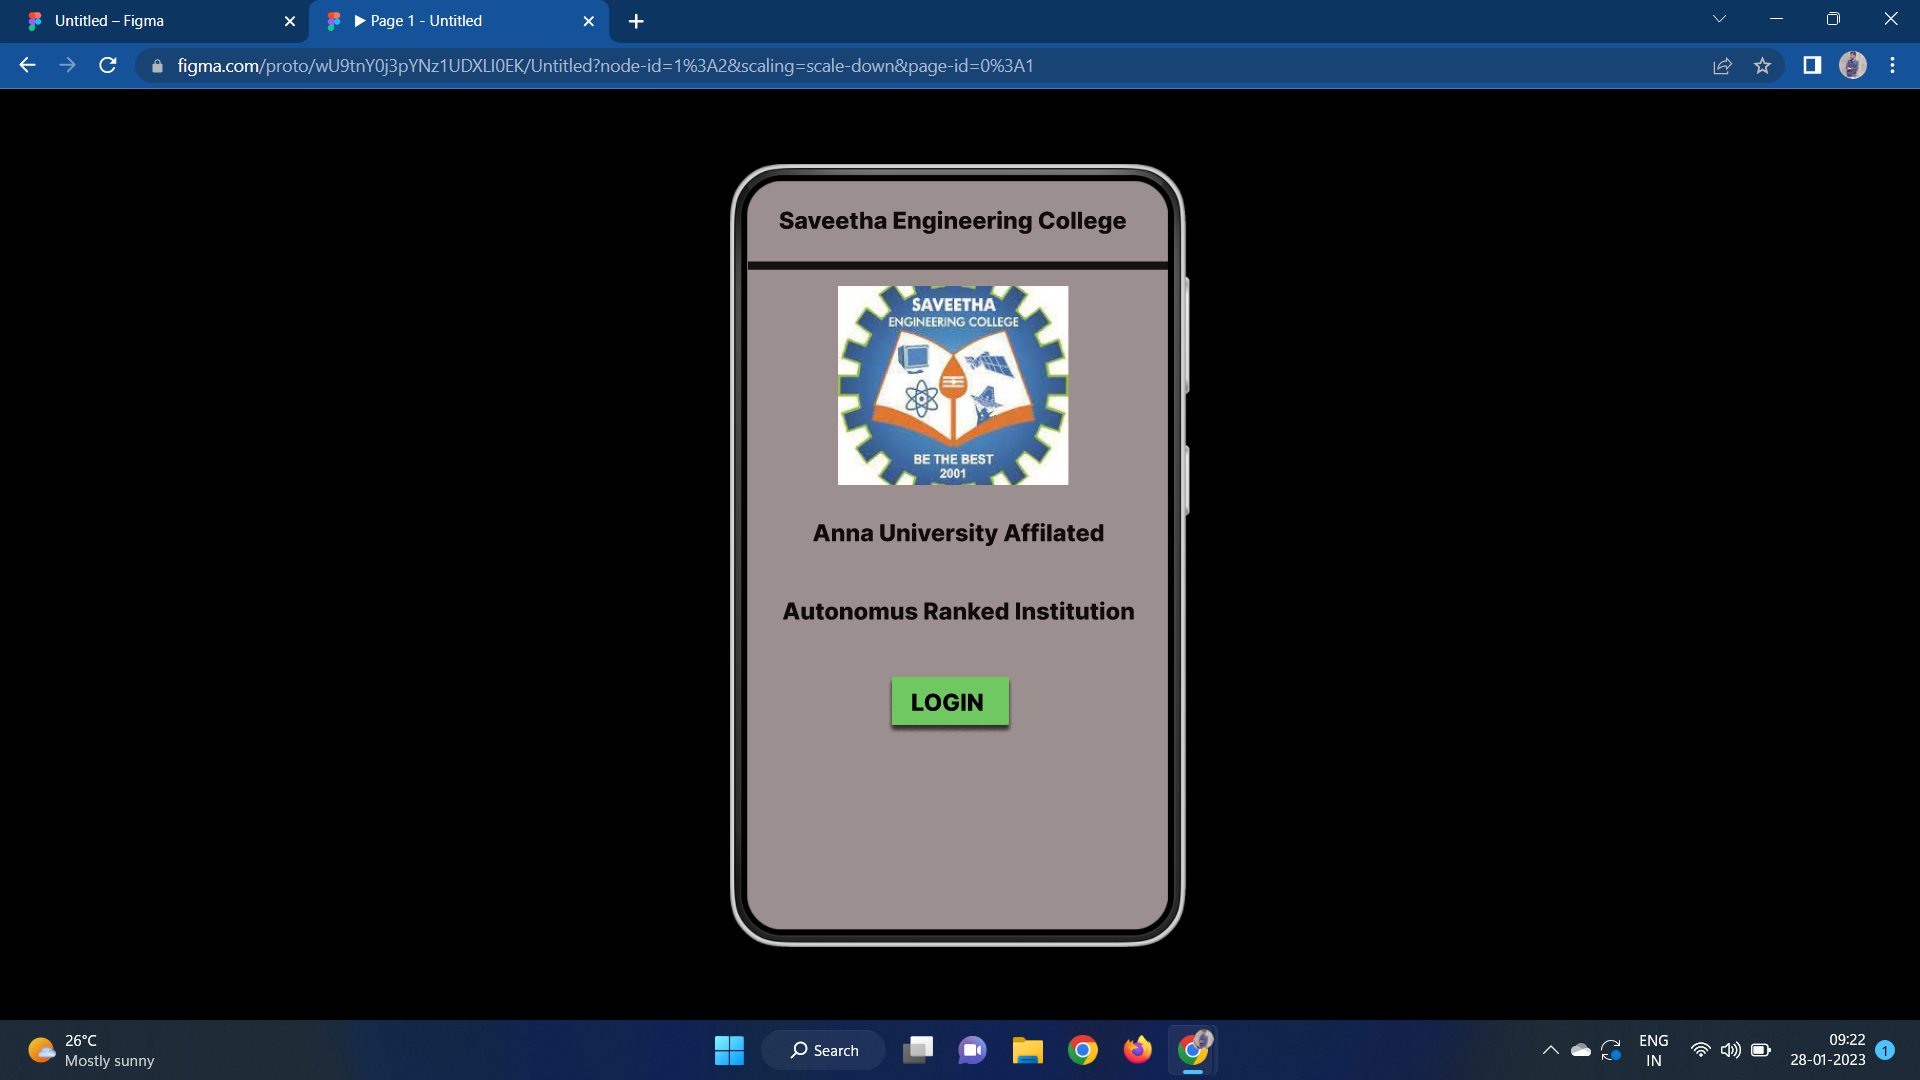 Untitled – Figma
Page 1 - Untitled
figma.com/proto/wU9tnY0j3pYNz1UDXLI0EK/Untitled?node-id=1%3A2&scaling=scale-down&page-id=0%3A1
Saveetha Engineering College
SAVEETHA
ENGINEERING COLLEGE
BE THE BEST
2001
Anna University Affilated
Autonomus Ranked Institution
LOGIN
26°C
Mostly sunny
Search
ENG
IN
09:22
28-01-2023
1